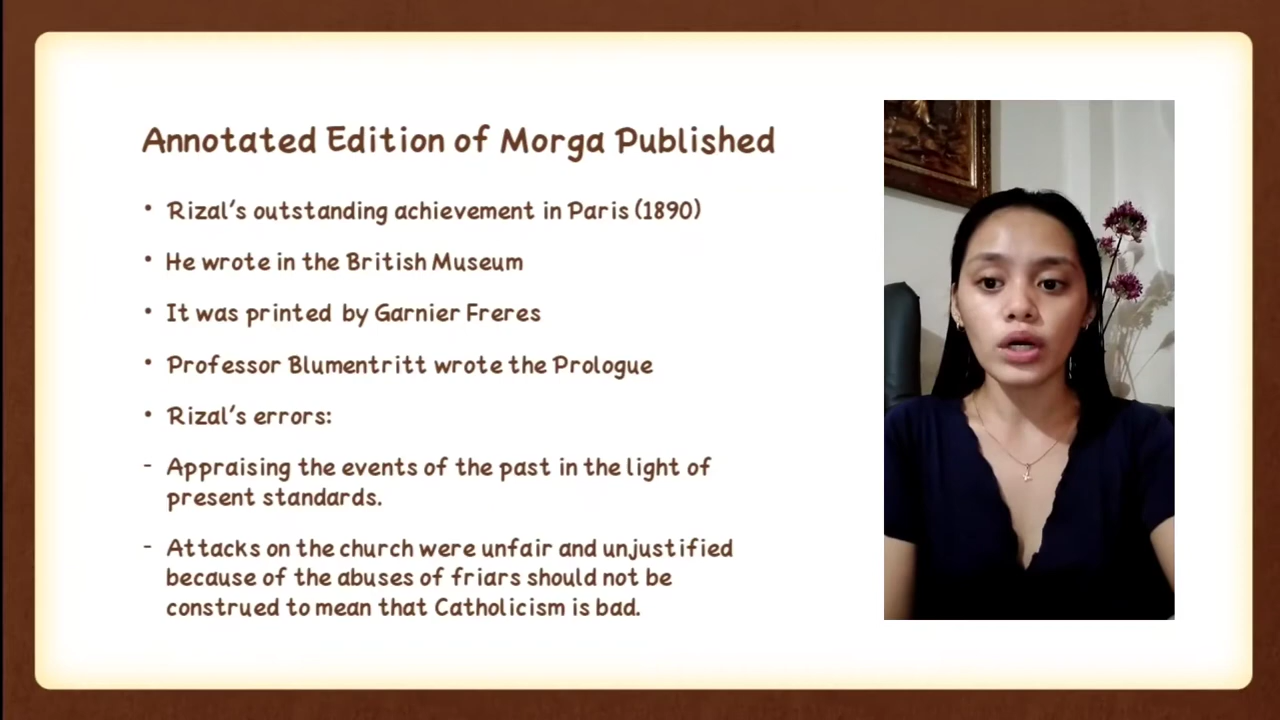 Annotated Edition of Morga Published
• Rizal's outstanding achievement in Paris (1890)
• He wrote in the British Museum
• It was printed by Garnier Freres
• Professor Blumentritt wrote the Prologue
• Rizal's errors:
- Appraising the events of the past in the light of
present standards.
- Attacks on the church were unfair and unjustified
because of the abuses of friars should not be
construed to mean that Catholicism is bad.